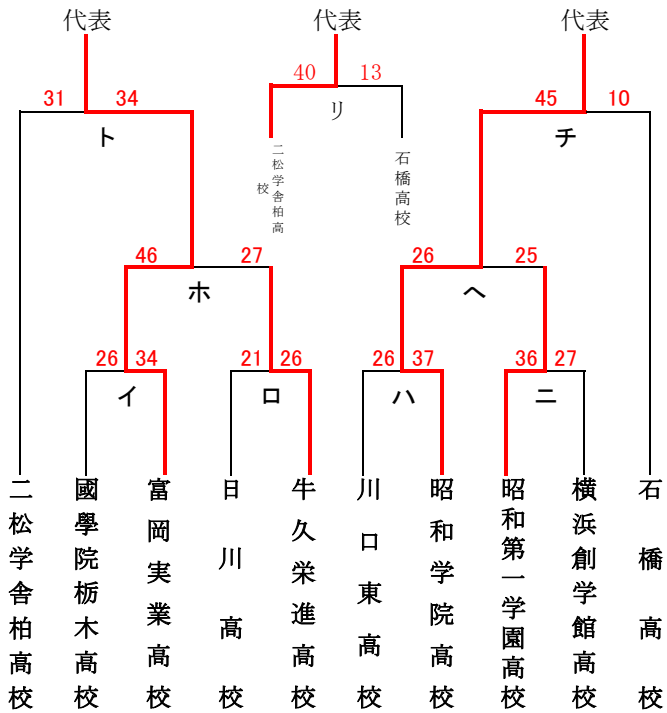 代表 代表 代表
40 13
31 34 45 10
リ
ト チ
二松学舎柏高校 石橋高校
46 27 26 25
ホ ヘ
26 34 21 26 26 37 36 27
イ ロ ハ ニ
二松学舎柏高校
國學院栃木高校
富岡実業高校
日川高校
牛久栄進高校
川口東高校
昭和学院高校
昭和第一学園高校
横浜創学館高校
石橋高校